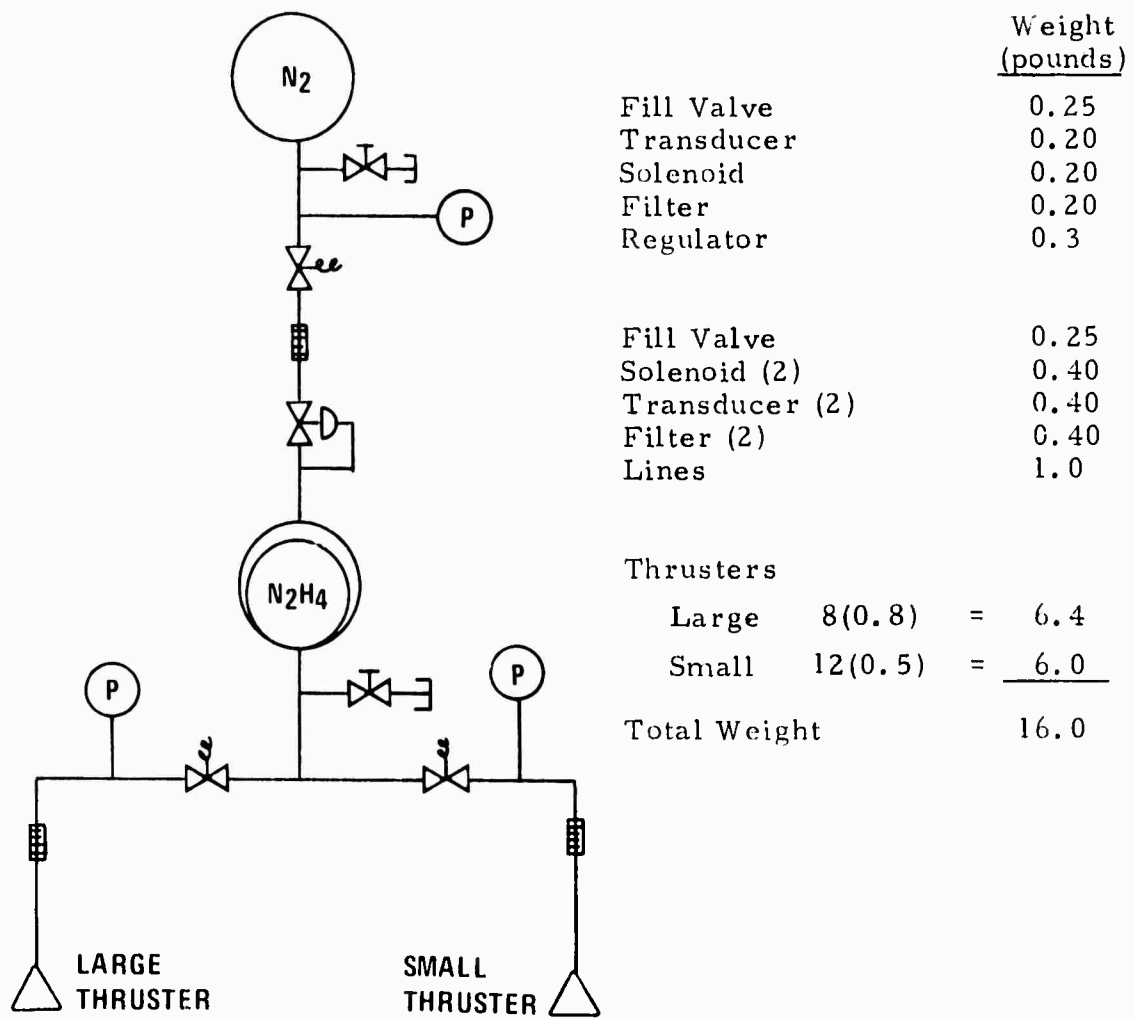 Weight
(pounds)
N2
Fill Valve 0.25
Transducer 0.20
Solenoid 0.20
Filter 0.20
Regulator 0.3
P
Fill Valve 0.25
Solenoid (2) 0.40
Transducer (2) 0.40
Filter (2) 0.40
Lines 1.0
N2H4
Thrusters
Large 8(0.8) = 6.4
Small 12(0.5) = 6.0
P
P
Total Weight 16.0
LARGE
THRUSTER
SMALL
THRUSTER